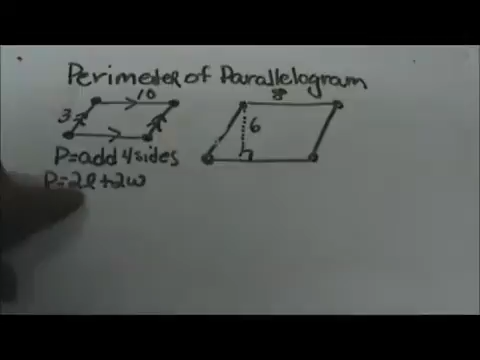 Perimeter of Parallelogram
10
8
3
6
P=add 4 sides
P=2l+2w